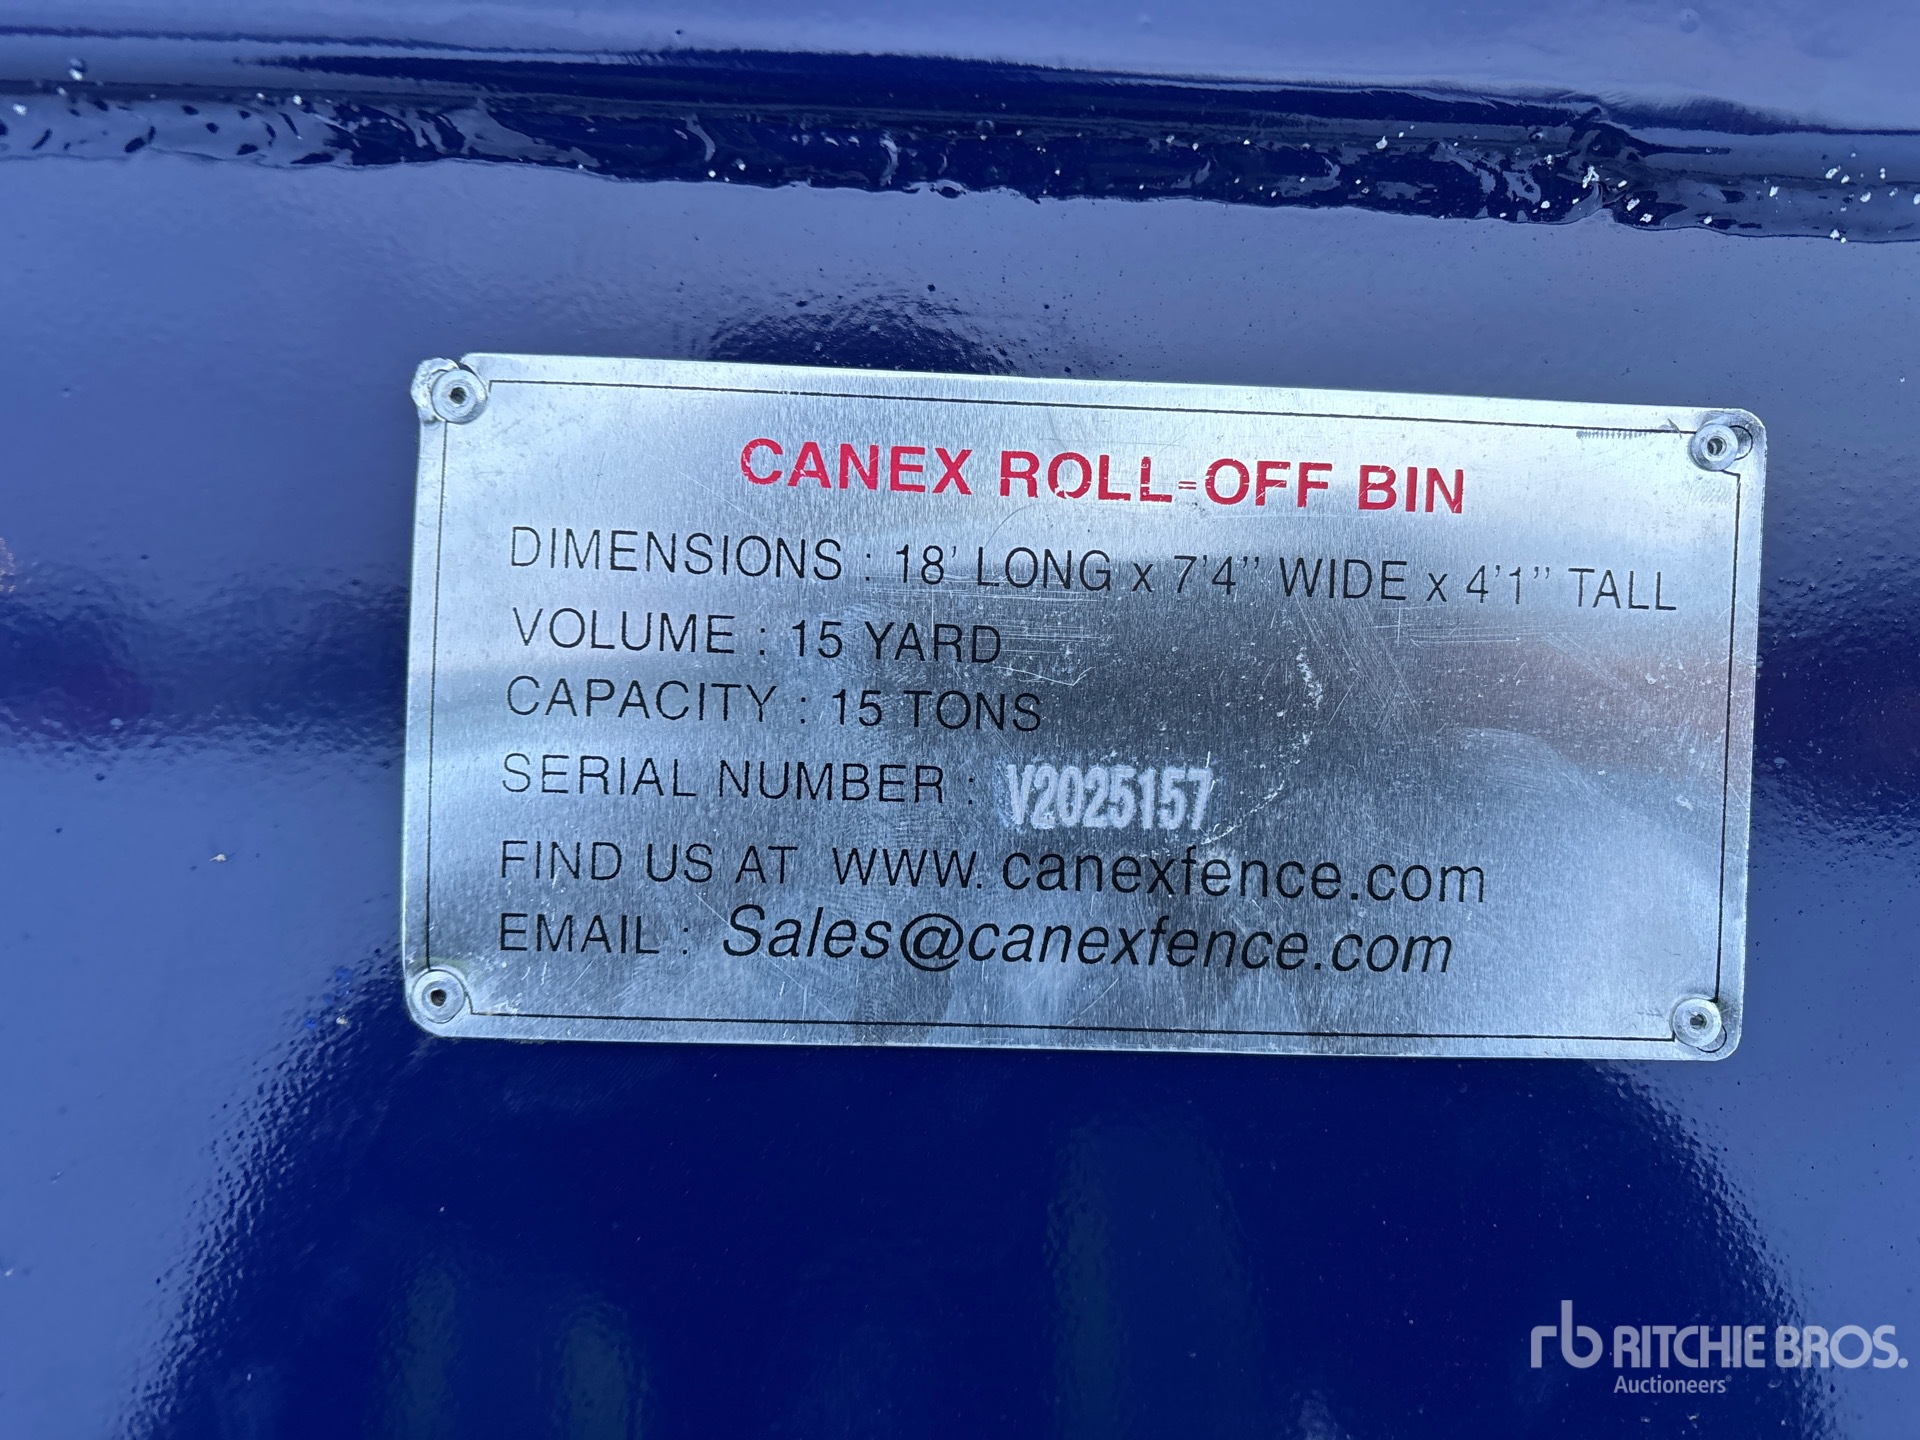 CANEX ROLL-OFF BIN
DIMENSIONS : 18' LONG x 7'4'' WIDE x 4'1'' TALL
VOLUME : 15 YARD
CAPACITY : 15 TONS
SERIAL NUMBER : V2025157
FIND US AT www. canexfence.com
EMAIL : Sales@canexfence.com
rb RITCHIE BROS.
Auctioneers